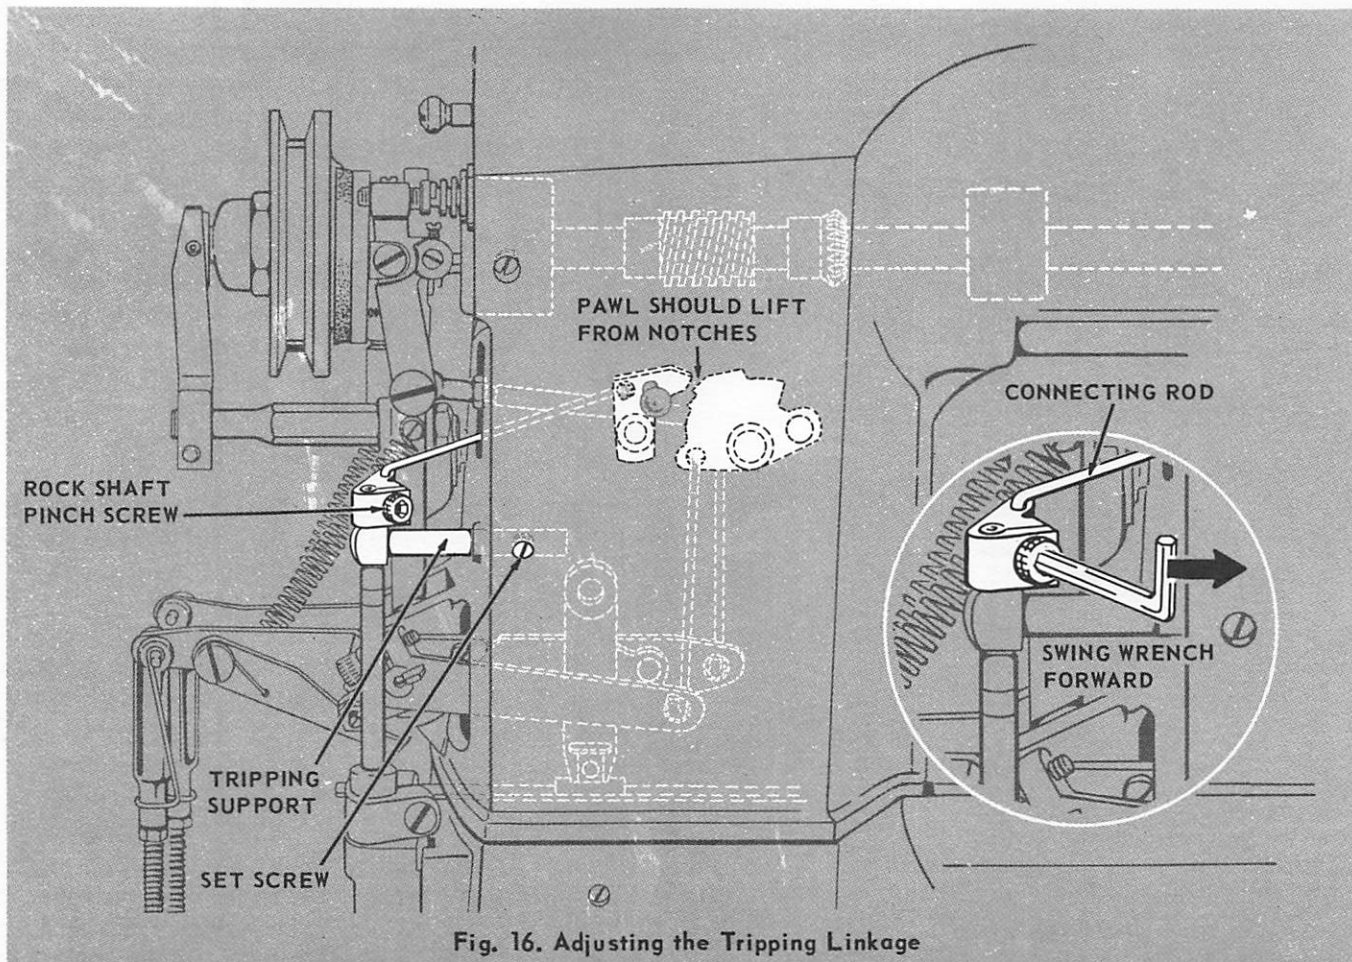 PAWL SHOULD LIFT
FROM NOTCHES
CONNECTING ROD
ROCK SHAFT
PINCH SCREW
SWING WRENCH
FORWARD
TRIPPING
SUPPORT
SET SCREW
Fig. 16. Adjusting the Tripping Linkage